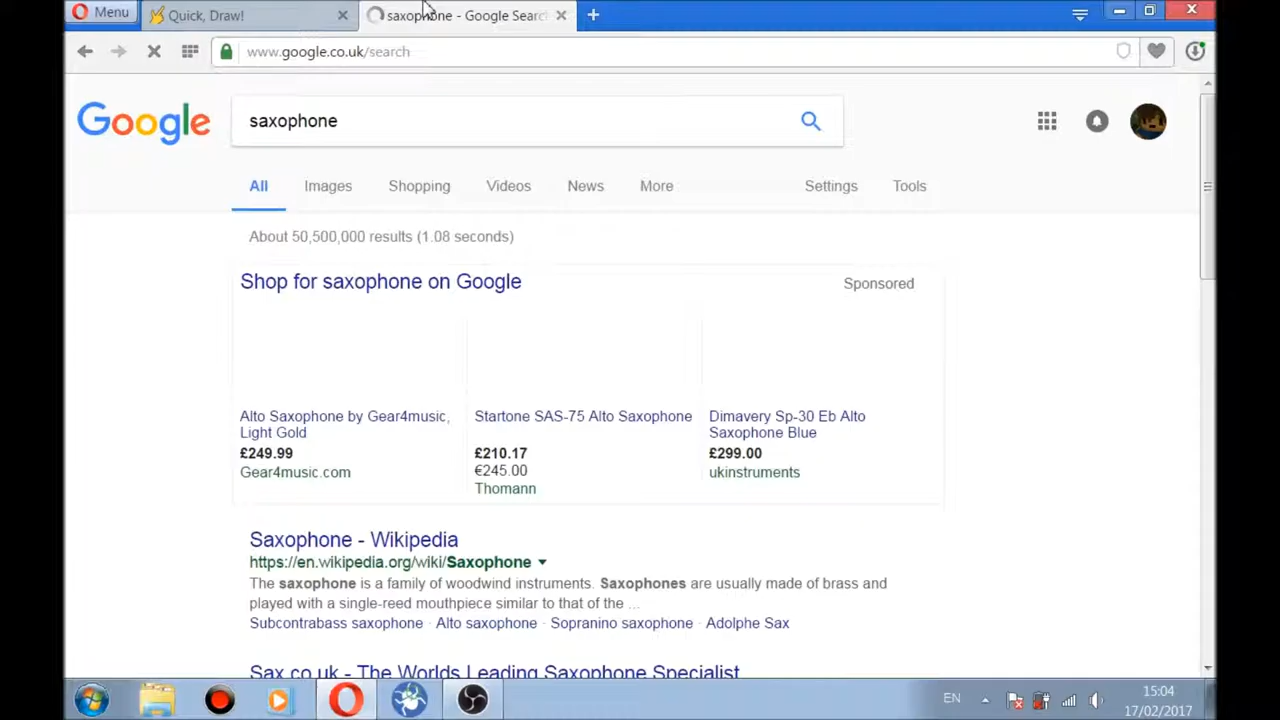 Menu
Quick, Draw!
saxophone - Google Search
www.google.co.uk/search
Google
saxophone
All Images Shopping Videos News More Settings Tools
About 50,500,000 results (1.08 seconds)
Shop for saxophone on Google
Sponsored
Alto Saxophone by Gear4music,
Light Gold
£249.99
Gear4music.com
Startone SAS-75 Alto Saxophone
£210.17
€245.00
Thomann
Dimavery Sp-30 Eb Alto
Saxophone Blue
£299.00
ukinstruments
Saxophone - Wikipedia
https://en.wikipedia.org/wiki/Saxophone
The saxophone is a family of woodwind instruments. Saxophones are usually made of brass and
played with a single-reed mouthpiece similar to that of the ...
Subcontrabass saxophone · Alto saxophone · Sopranino saxophone · Adolphe Sax
Sax.co.uk - The Worlds Leading Saxophone Specialist
EN
15:04
17/02/2017